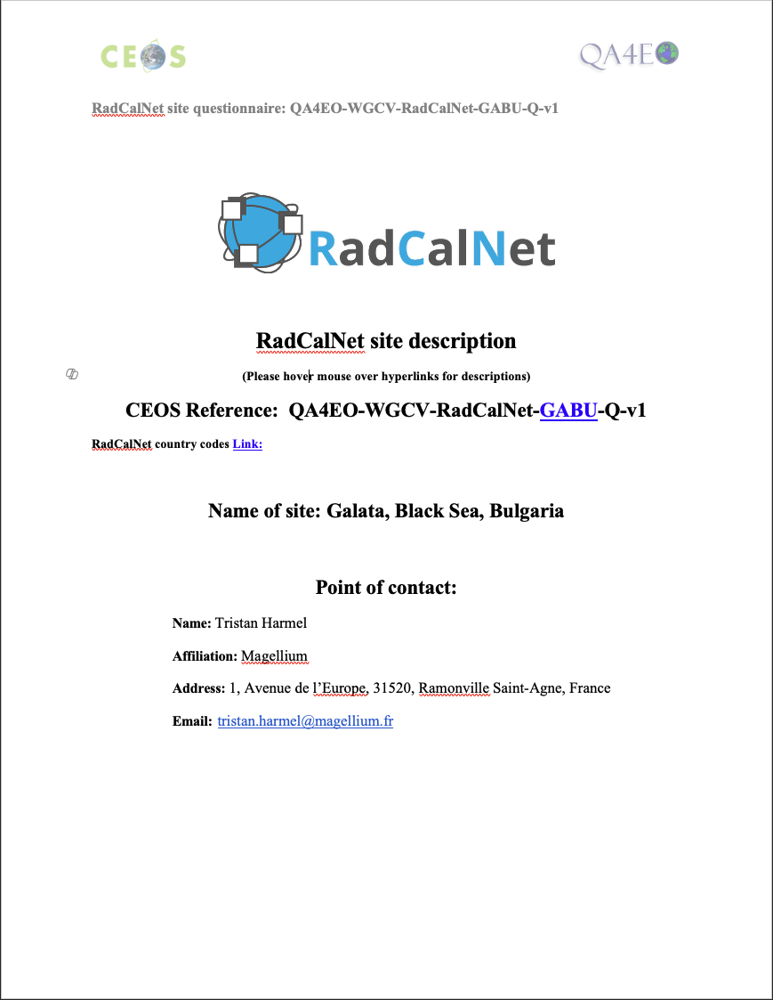 CEOS QA4EO
RadCalNet site questionnaire: QA4EO-WGCV-RadCalNet-GABU-Q-v1
RadCalNet
RadCalNet site description
(Please hover mouse over hyperlinks for descriptions)
CEOS Reference:  QA4EO-WGCV-RadCalNet-GABU-Q-v1
RadCalNet country codes Link:
Name of site: Galata, Black Sea, Bulgaria
Point of contact:
Name: Tristan Harmel
Affiliation: Magellium
Address: 1, Avenue de l’Europe, 31520, Ramonville Saint-Agne, France
Email: tristan.harmel@magellium.fr